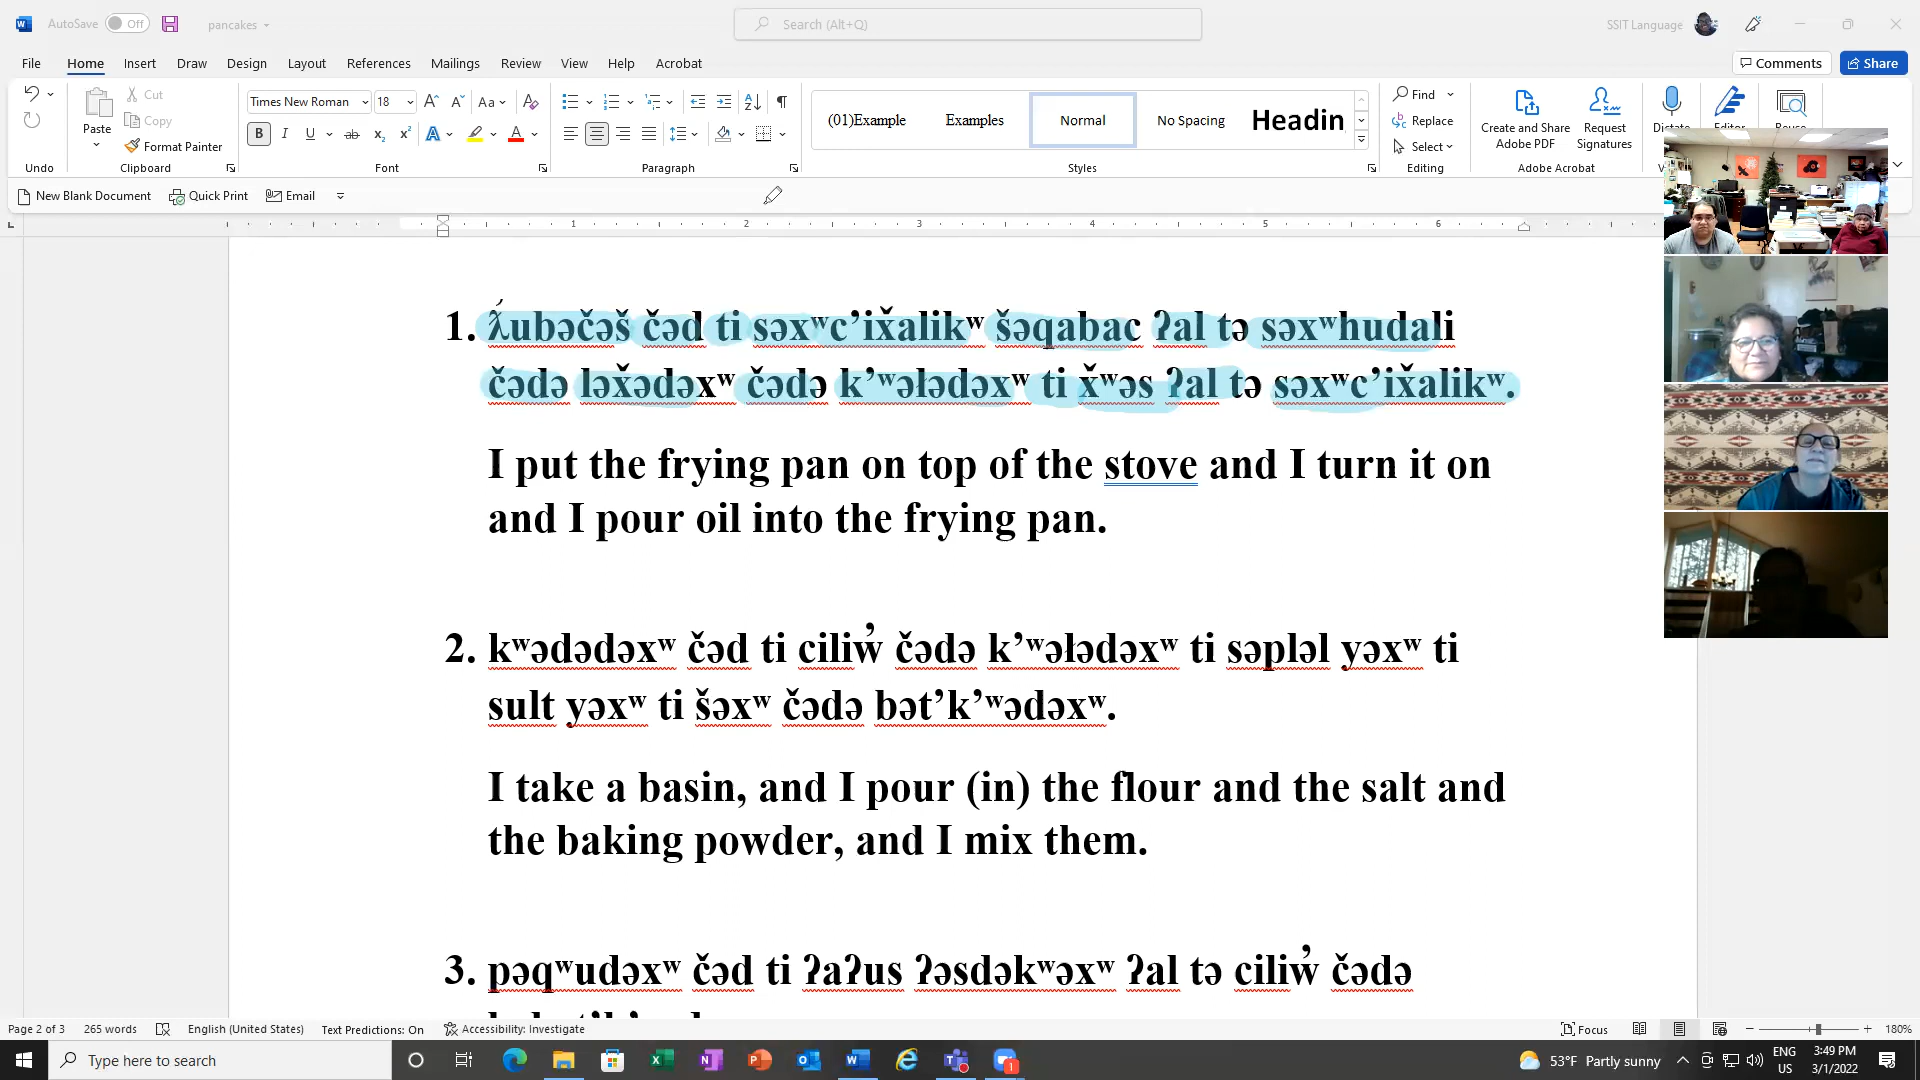 AutoSave Off pancakes Search (Alt+Q) SSIT Language
File Home Insert Draw Design Layout References Mailings Review View Help Acrobat Comments Share
Paste Cut Copy Format Painter
Times New Roman 18
(01)Example Examples Normal No Spacing Headin
Find Replace Select
Create and Share Adobe PDF Request Signatures
Undo Clipboard Font Paragraph Styles Editing Adobe Acrobat
New Blank Document Quick Print Email
1 2 3 4 5 6
1. ƛ̓ubəčəš čəd ti səxʷc’ix̌alikʷ šəqabac ʔal tə səxʷhudali
čədə ləx̌ədəxʷ čədə k’ʷəłədəxʷ ti x̌ʷəs ʔal tə səxʷc’ix̌alikʷ.
I put the frying pan on top of the stove and I turn it on
and I pour oil into the frying pan.
2. kʷədədəxʷ čəd ti ciliw̓ čədə k’ʷəłədəxʷ ti səpləl yəxʷ ti
sult yəxʷ ti šəxʷ čədə bət’k’ʷədəxʷ.
I take a basin, and I pour (in) the flour and the salt and
the baking powder, and I mix them.
3. pəqʷudəxʷ čəd ti ʔaʔus ʔəsdəkʷəxʷ ʔal tə ciliw̓ čədə
Page 2 of 3 265 words English (United States) Text Predictions: On Accessibility: Investigate Focus 180%
Type here to search 53°F Partly sunny ENG US 3:49 PM 3/1/2022